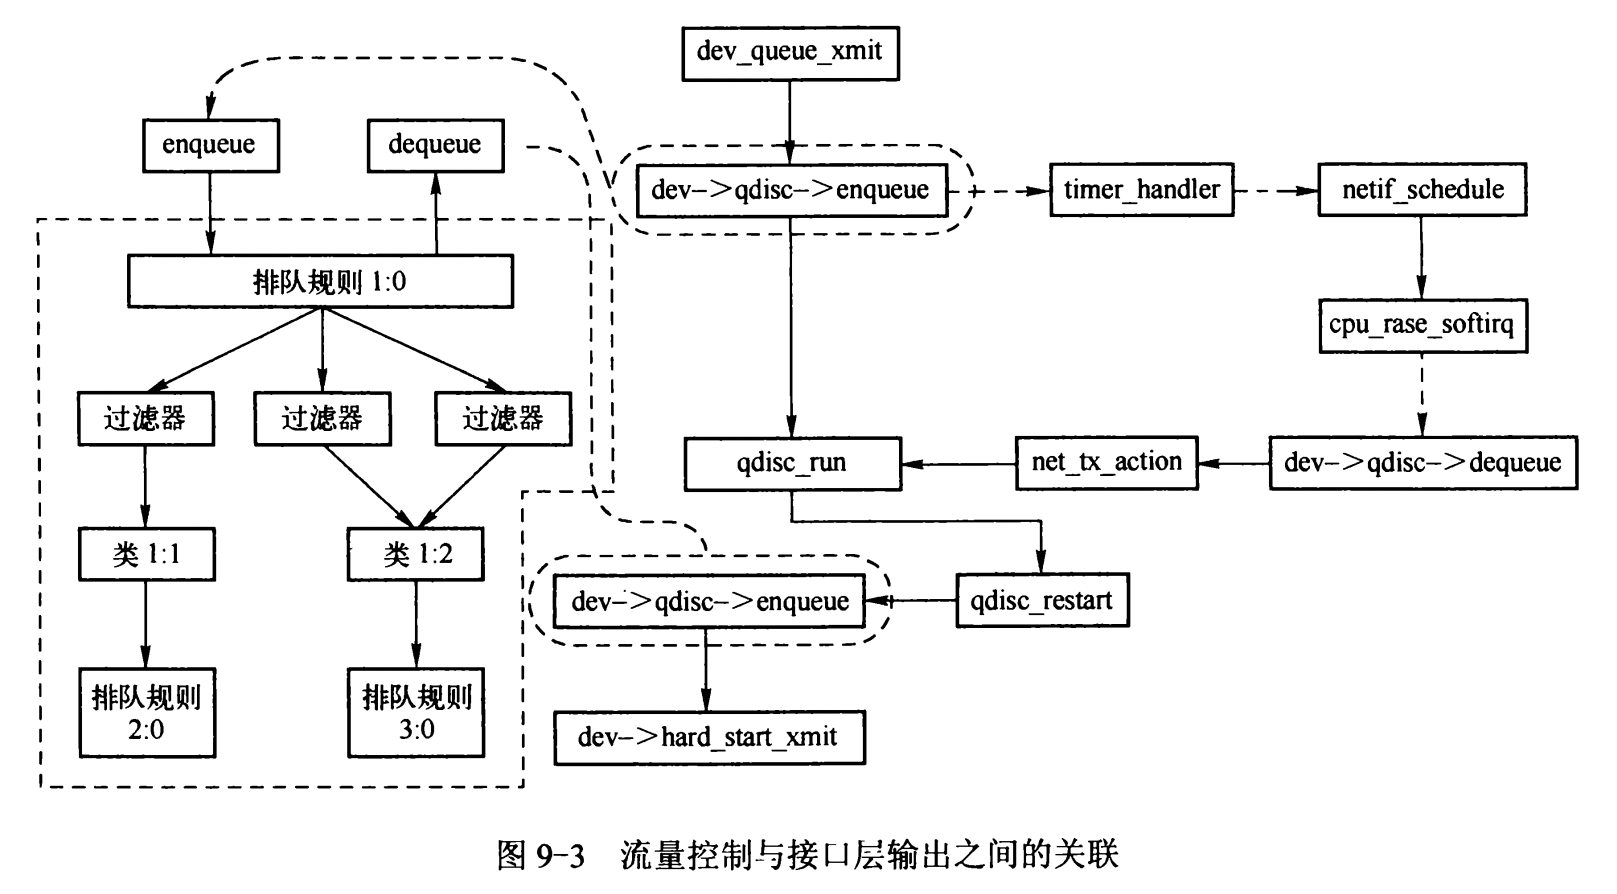 dev_queue_xmit
enqueue
dequeue
dev->qdisc->enqueue
timer_handler
netif_schedule
排队规则 1:0
cpu_rase_softirq
过滤器
过滤器
过滤器
qdisc_run
net_tx_action
dev->qdisc->dequeue
类 1:1
类 1:2
dev->qdisc->enqueue
qdisc_restart
排队规则
2:0
排队规则
3:0
dev->hard_start_xmit
图 9-3 流量控制与接口层输出之间的关联